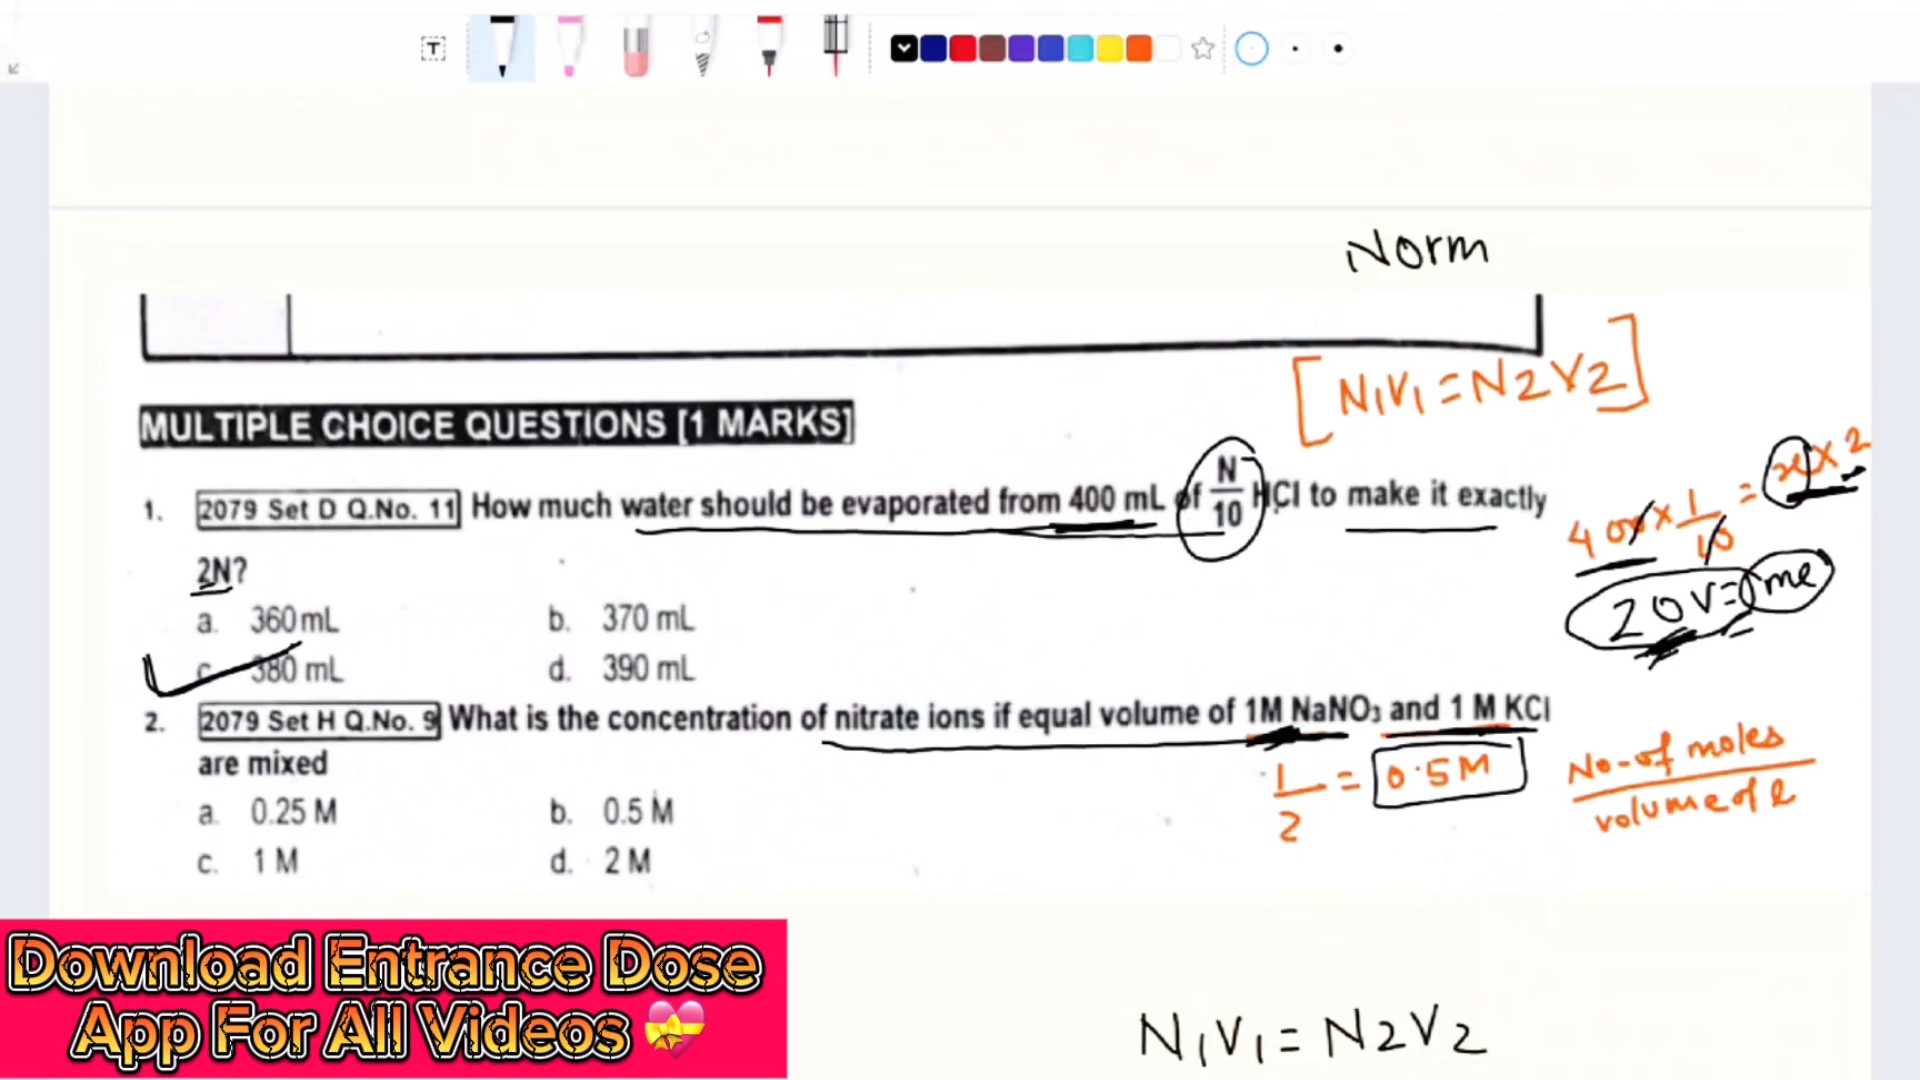 T
Norm
[N1V1 = N2V2]
MULTIPLE CHOICE QUESTIONS [1 MARKS]
1. 2079 Set D Q.No. 11 How much water should be evaporated from 400 mL of N/10 HCl to make it exactly
2N?
a. 360 mL b. 370 mL
c. 380 mL d. 390 mL
400 × 1/10 = x × 2
20 V = me
2. 2079 Set H Q.No. 9 What is the concentration of nitrate ions if equal volume of 1M NaNO₃ and 1 M KCl
are mixed
1/2 = 0.5 M
No-of moles
volume of l
a. 0.25 M b. 0.5 M
c. 1 M d. 2 M
Download Entrance Dose
App For All Videos 💝
N1V1 = N2V2